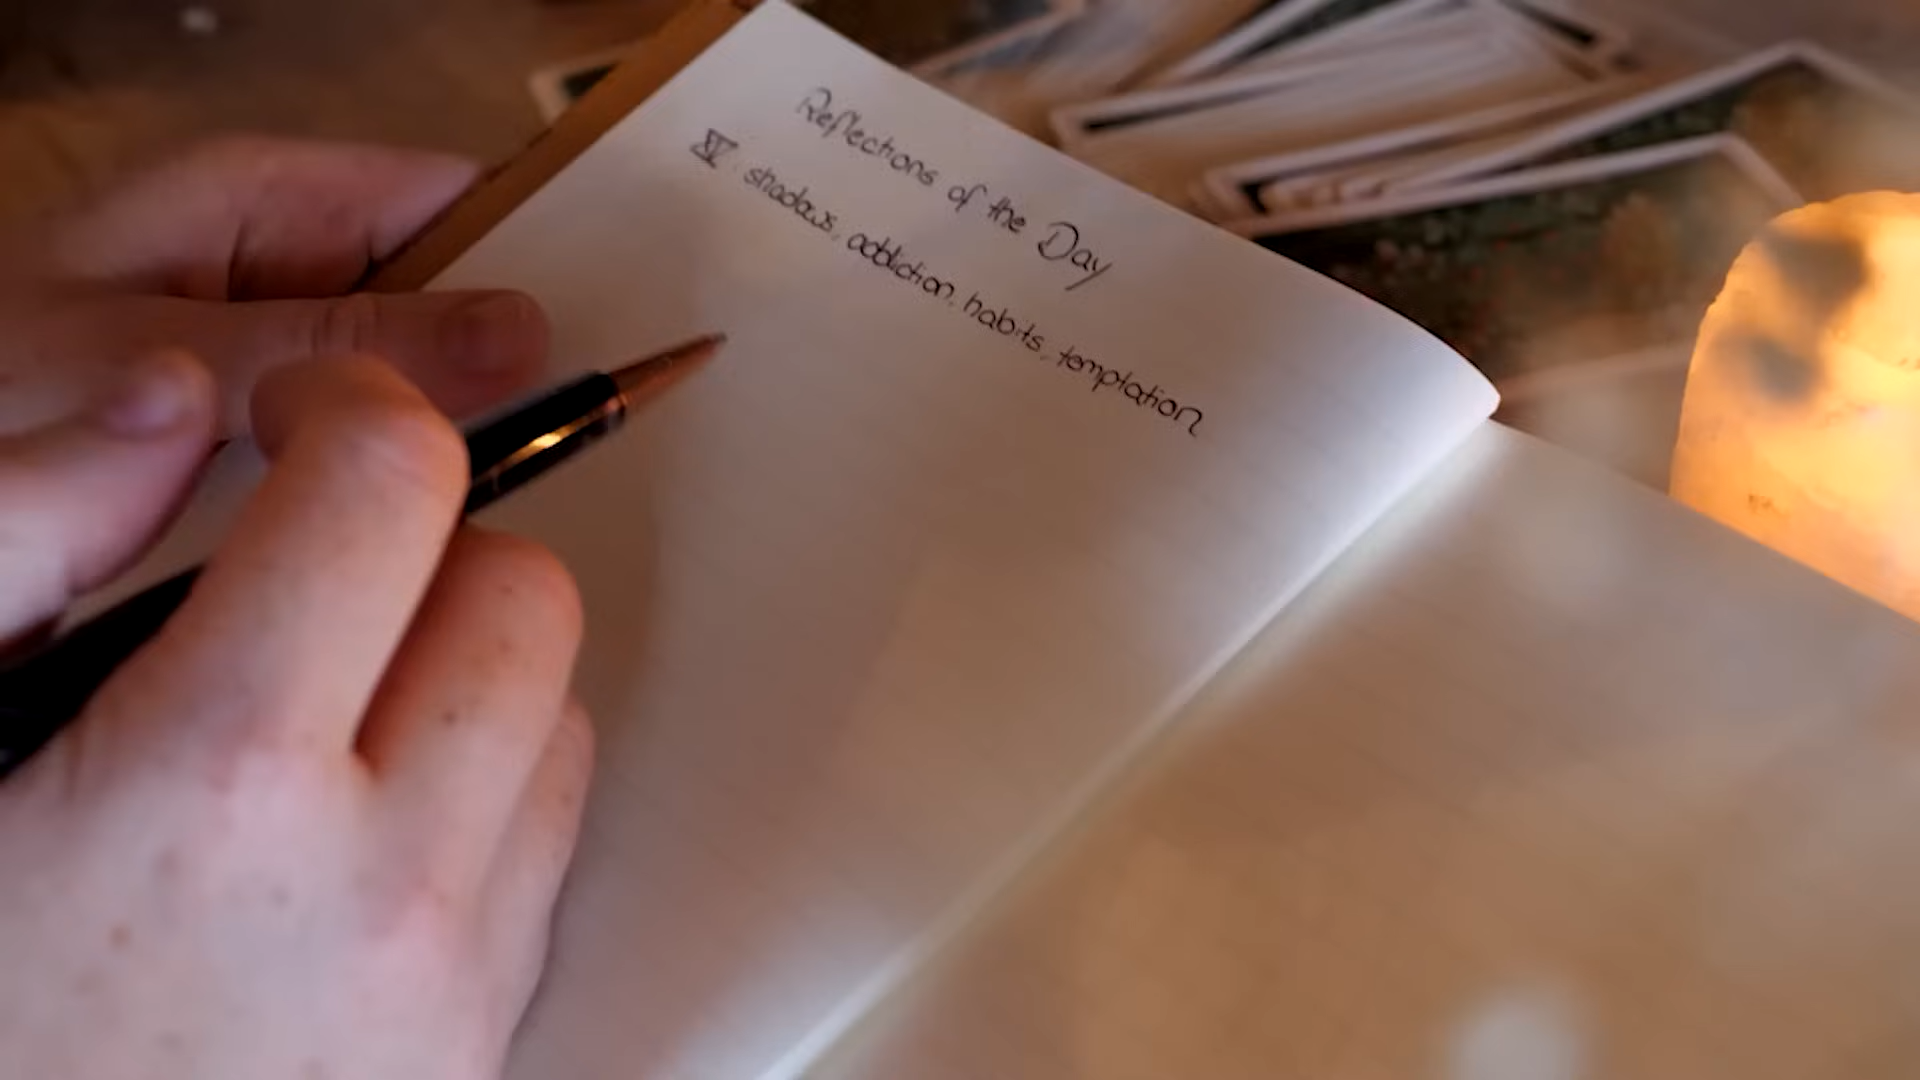 Reflections of the Day
XV. shadows, addiction, habits, temptation